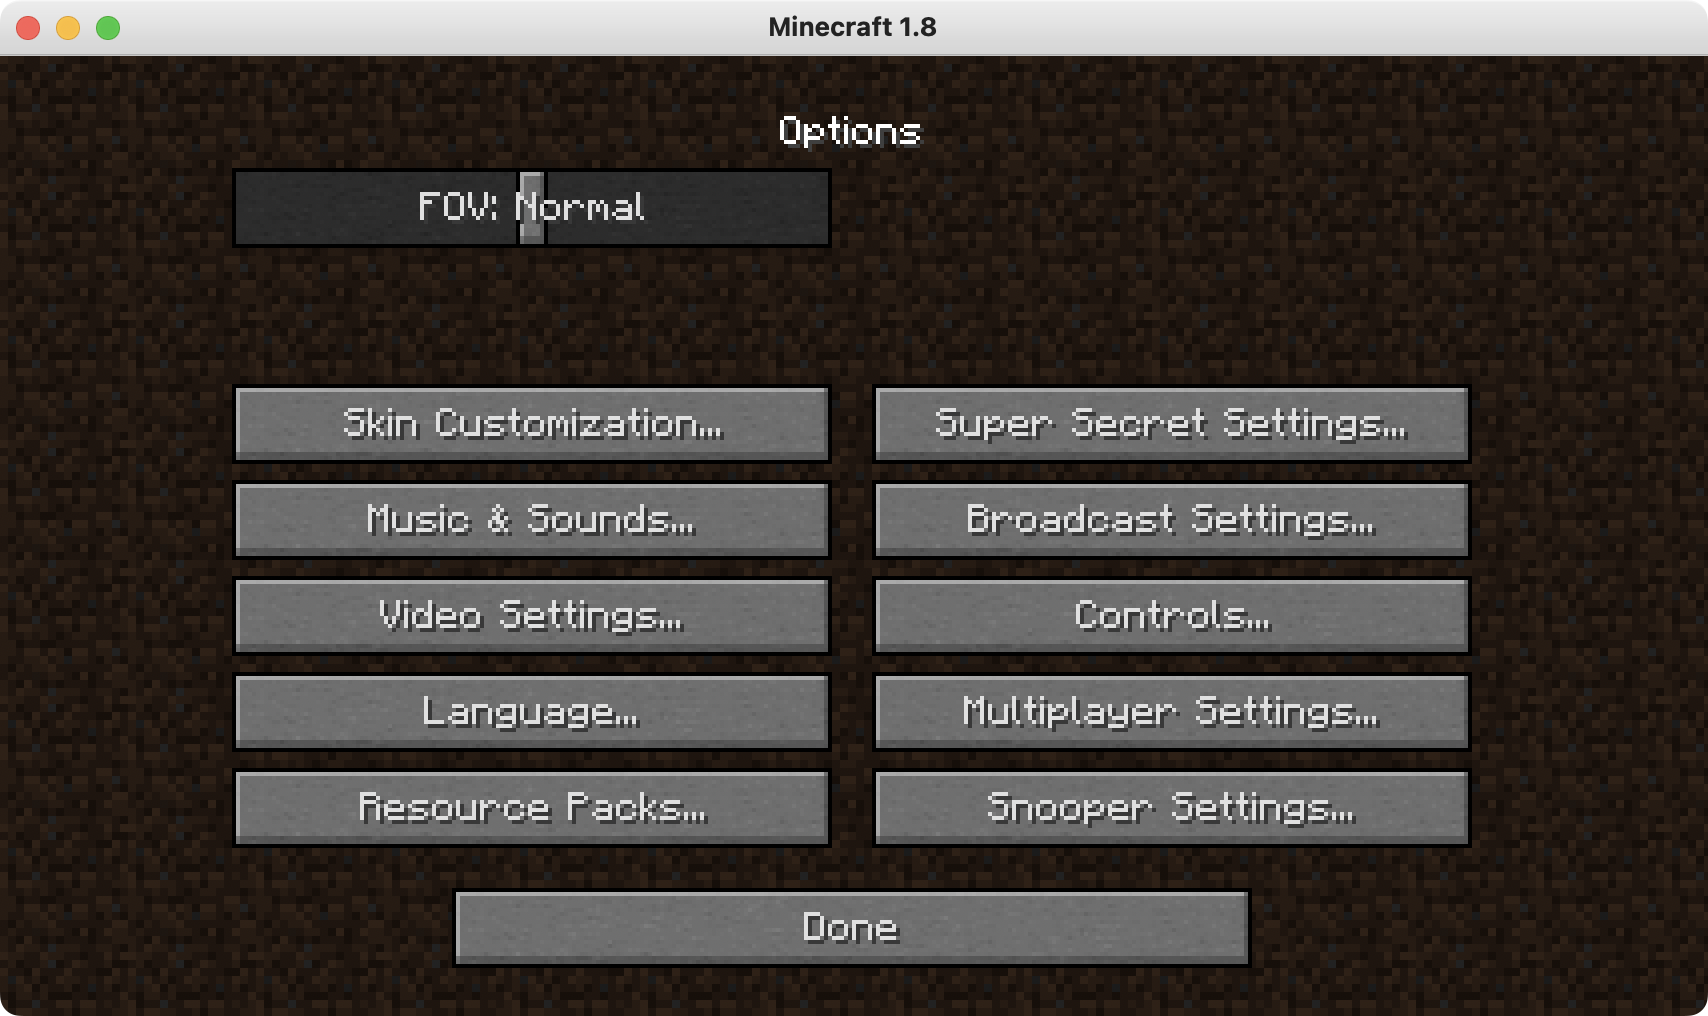 Minecraft 1.8
Options
FOV: Normal
Skin Customization...
Super Secret Settings...
Music & Sounds...
Broadcast Settings...
Video Settings...
Controls...
Language...
Multiplayer Settings...
Resource Packs...
Snooper Settings...
Done